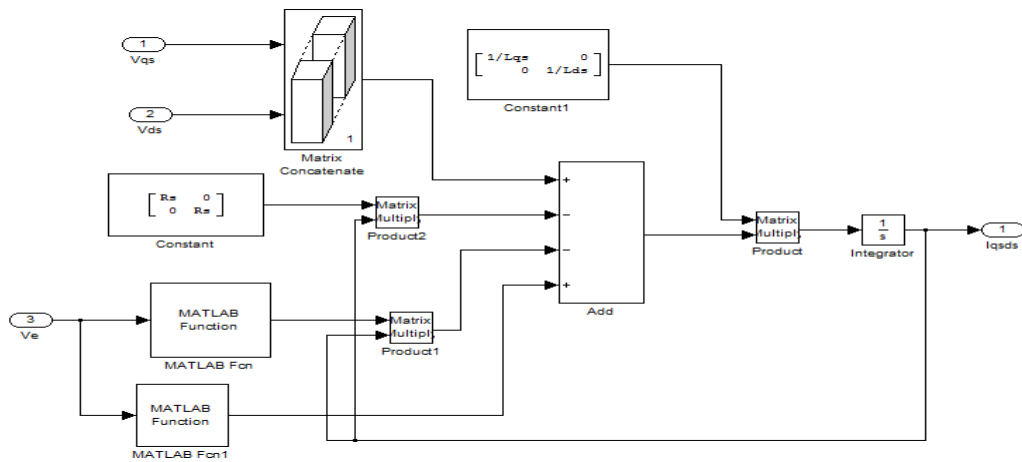 1
Vqs
2
Vds
1
Matrix
Concatenate
1/Lqs 0
0 1/Lds
Constant1
Rs 0
0 Rs
Constant
Matrix
Multiply
Product2
+
−
−
+
Add
Matrix
Multiply
Product
1
s
Integrator
1
Iqsds
3
Ve
MATLAB
Function
MATLAB Fcn
Matrix
Multiply
Product1
MATLAB
Function
MATLAB Fcn1